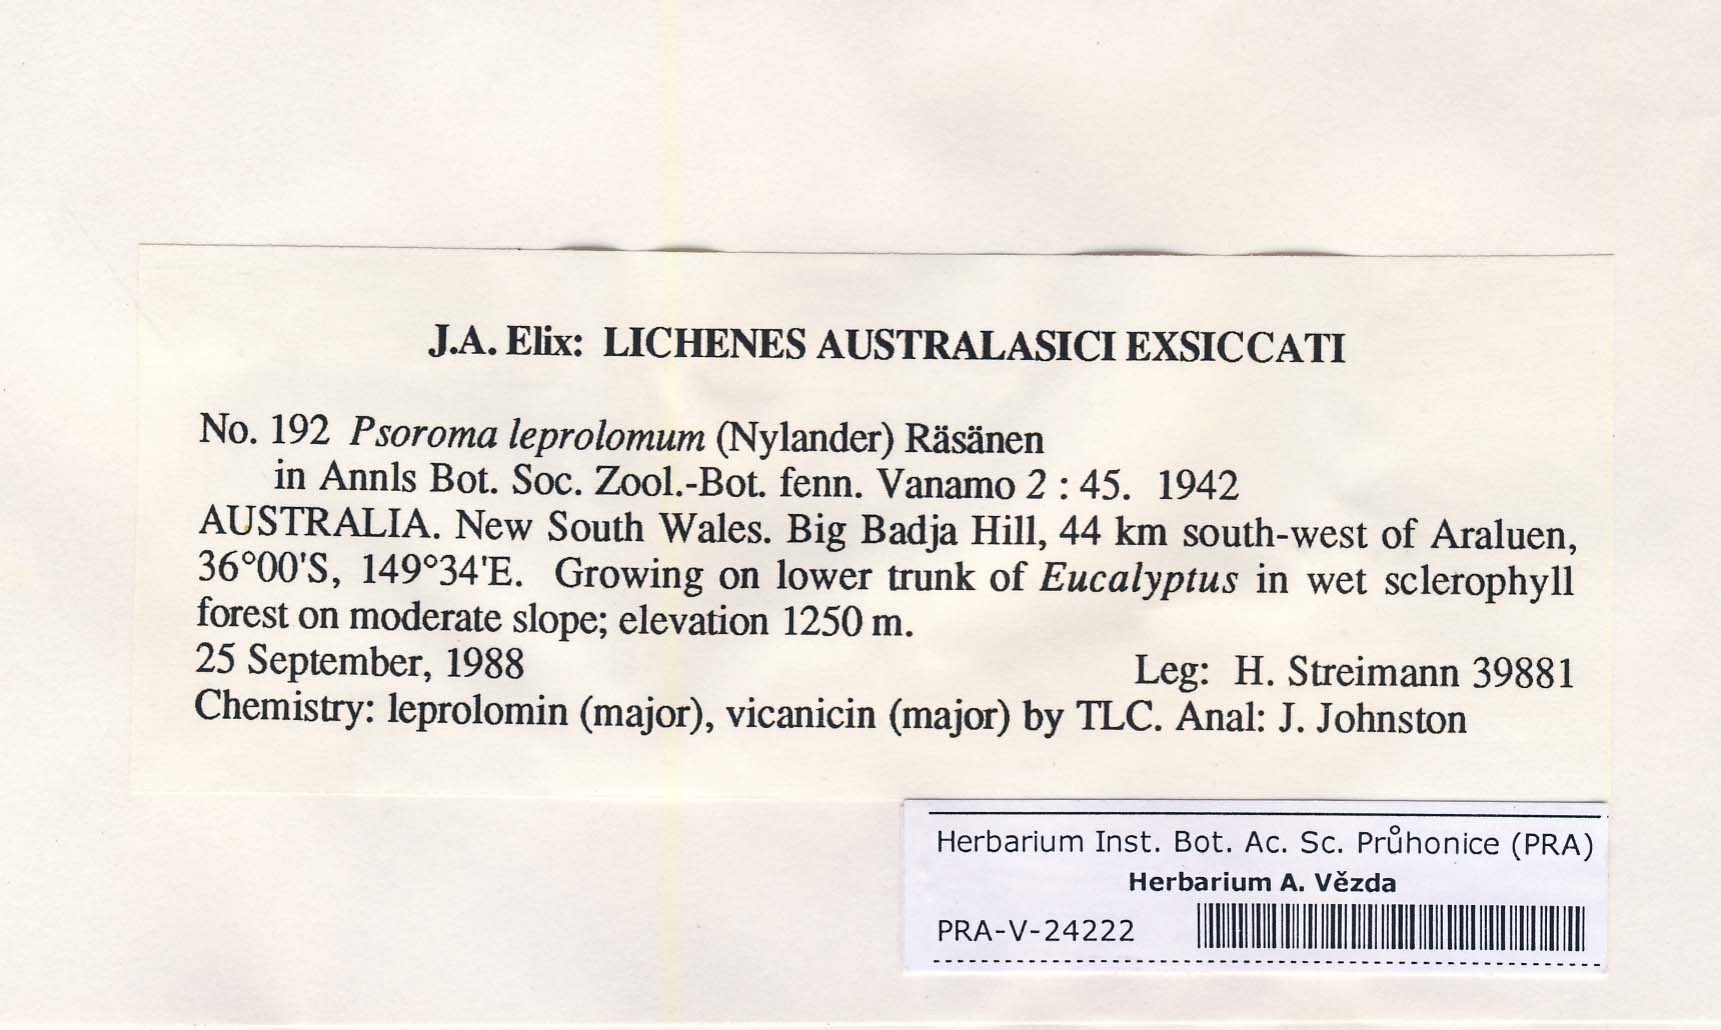 J.A. Elix: LICHENES AUSTRALASICI EXSICCATI
No. 192 Psoroma leprolomum (Nylander) Räsänen
in Annls Bot. Soc. Zool.-Bot. fenn. Vanamo 2 : 45. 1942
AUSTRALIA. New South Wales. Big Badja Hill, 44 km south-west of Araluen,
36°00'S, 149°34'E. Growing on lower trunk of Eucalyptus in wet sclerophyll
forest on moderate slope; elevation 1250 m.
25 September, 1988 Leg: H. Streimann 39881
Chemistry: leprolomin (major), vicanicin (major) by TLC. Anal: J. Johnston
Herbarium Inst. Bot. Ac. Sc. Průhonice (PRA)
Herbarium A. Vězda
PRA-V-24222